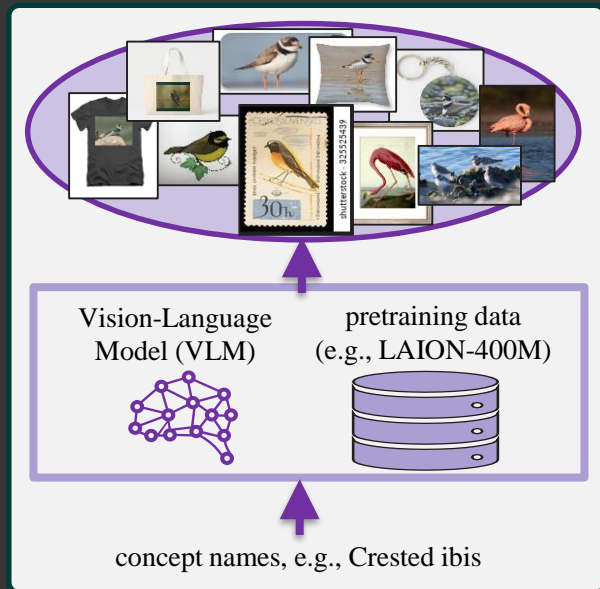 30h
shutterstock · 325525439
Vision-Language
Model (VLM)
pretraining data
(e.g., LAION-400M)
concept names, e.g., Crested ibis